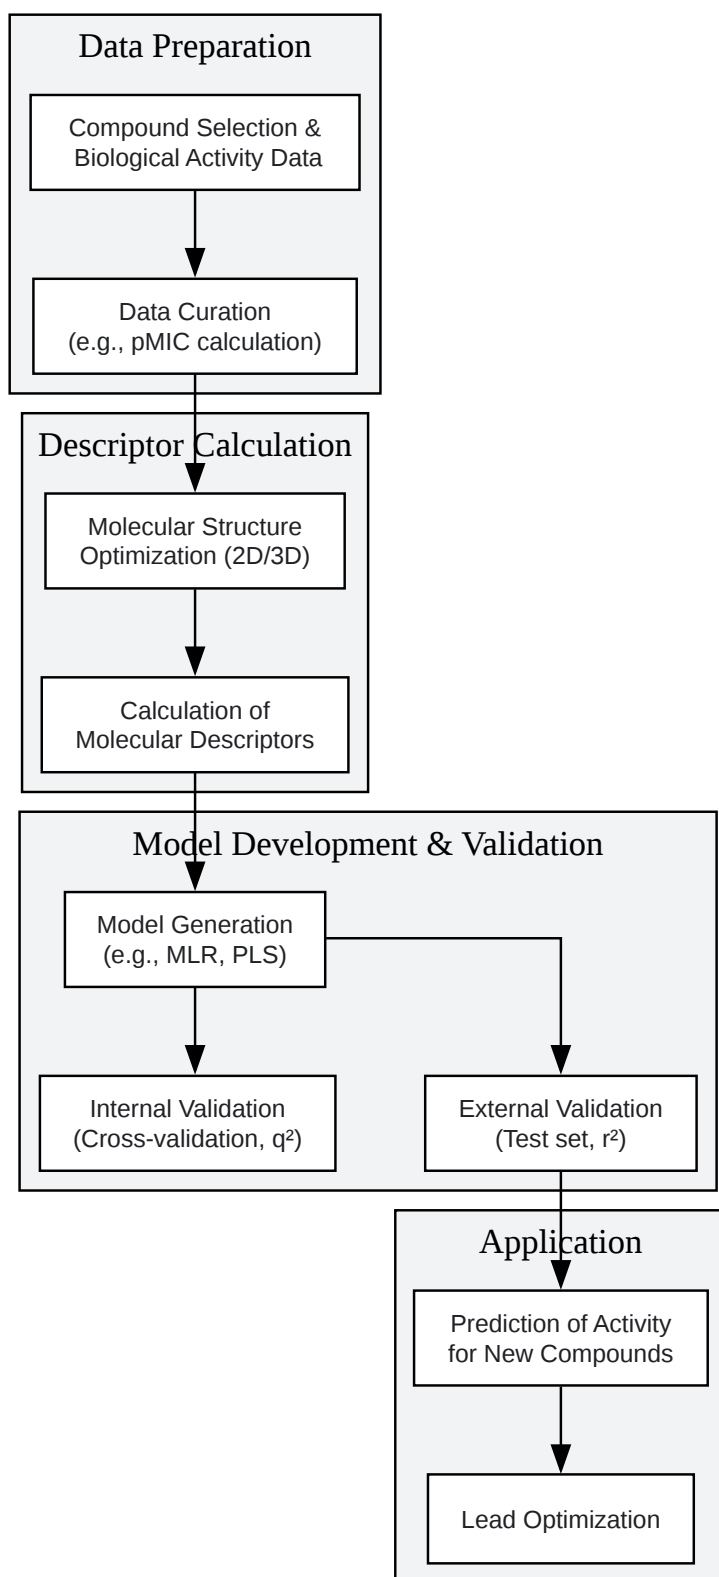 Data Preparation
Compound Selection &
Biological Activity Data
Data Curation
(e.g., pMIC calculation)
Descriptor Calculation
Molecular Structure
Optimization (2D/3D)
Calculation of
Molecular Descriptors
Model Development & Validation
Model Generation
(e.g., MLR, PLS)
Internal Validation
(Cross-validation, q²)
External Validation
(Test set, r²)
Application
Prediction of Activity
for New Compounds
Lead Optimization